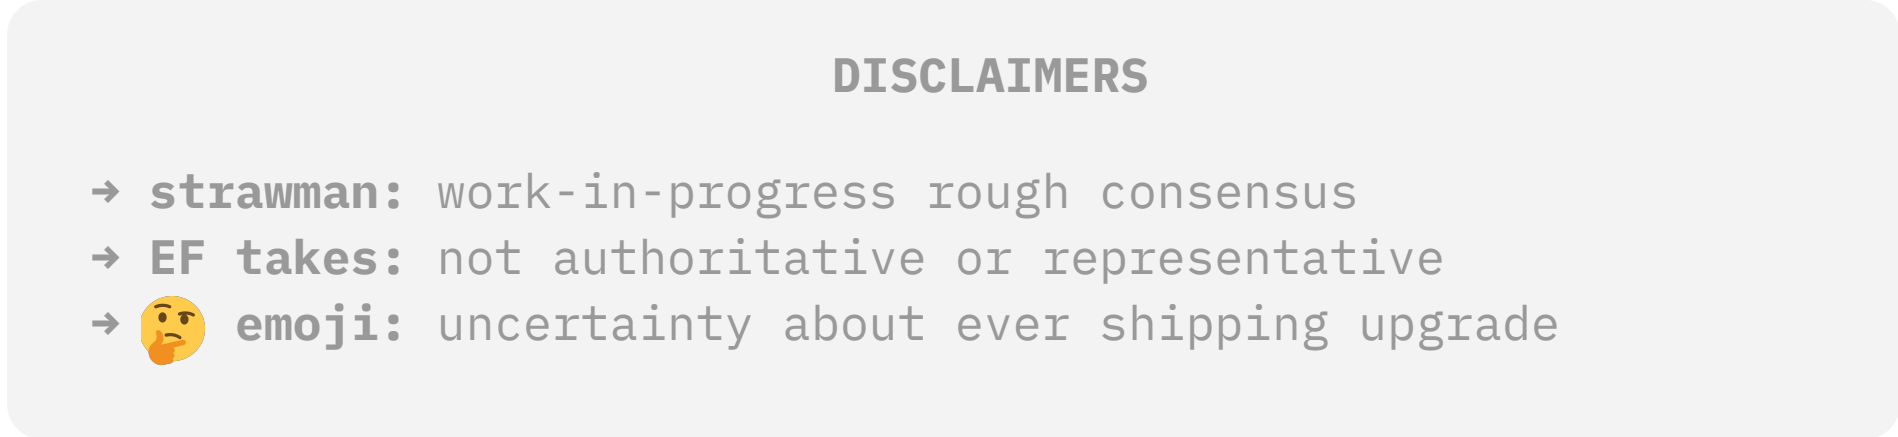 DISCLAIMERS
→ strawman: work-in-progress rough consensus
→ EF takes: not authoritative or representative
→ 🤔 emoji: uncertainty about ever shipping upgrade